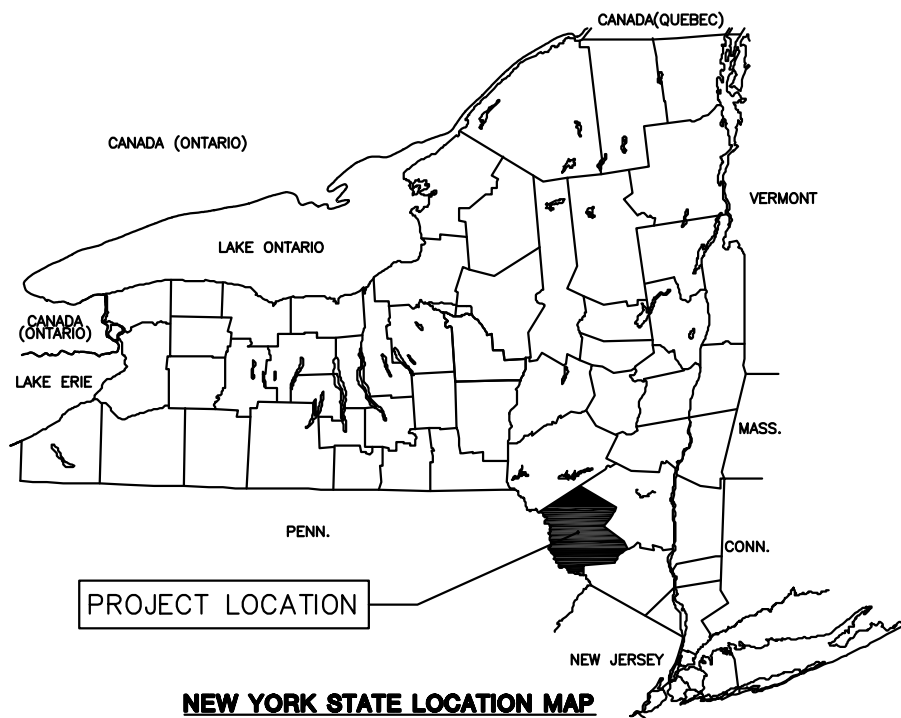 CANADA(QUEBEC)
CANADA (ONTARIO)
VERMONT
LAKE ONTARIO
CANADA
(ONTARIO)
LAKE ERIE
MASS.
PENN.
CONN.
PROJECT LOCATION
NEW JERSEY
NEW YORK STATE LOCATION MAP